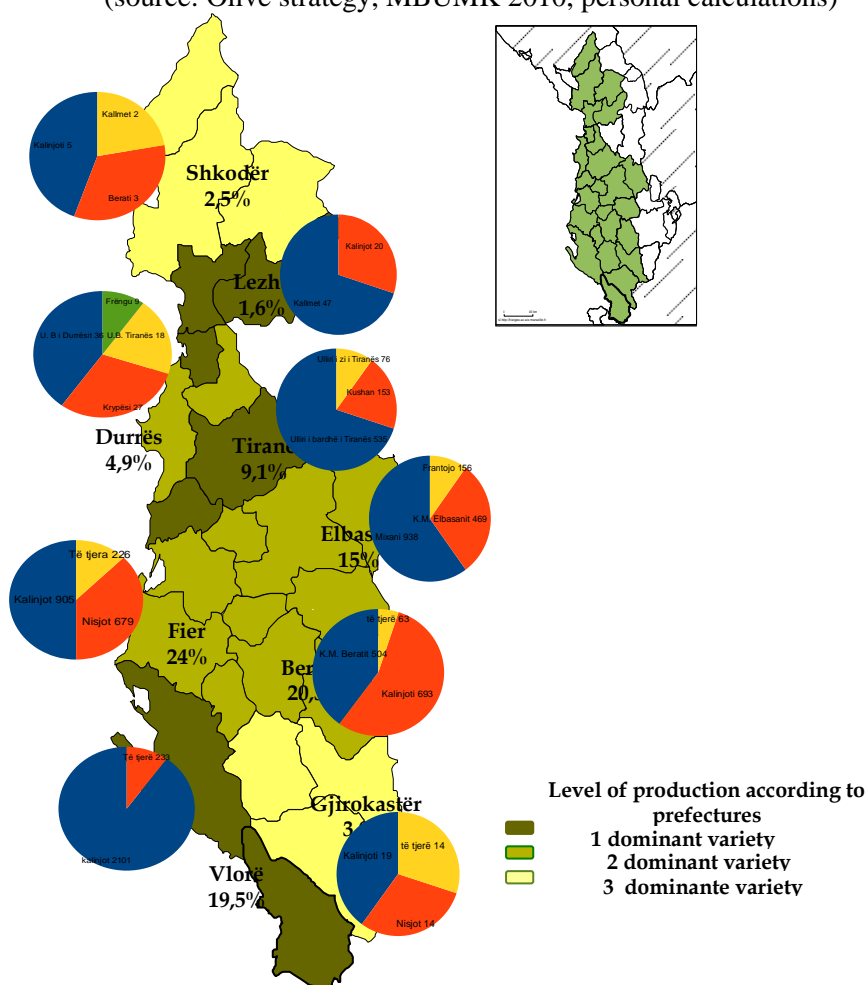 (source: Olive strategy, MBUMK 2010, personal calculations)
Kallmet 2
Kalinjoti 5
Berati 3
Shkodër
2,5%
Kalinjot 20
Kallmet 47
1,6%
Frëngu 9
U. B i Durrësit 36
U.B. Tiranës 18
Krypësi 27
Durrës
4,9%
Ulliri i zi i Tiranës 76
Kushan 153
Ulliri i bardhë i Tiranës 535
9,1%
Frantojo 156
K.M. Elbasanit 469
Mixani 938
15%
Të tjera 226
Kalinjot 905
Nisjot 679
Fier
24%
të tjerë 63
K.M. Beratit 504
Kalinjoti 693
Të tjerë 233
kalinjot 2101
Vlorë
19,5%
Gjirokastër
Kalinjoti 19
të tjerë 14
Nisjot 14
Level of production according to
prefectures
1 dominant variety
2 dominant variety
3 dominante variety